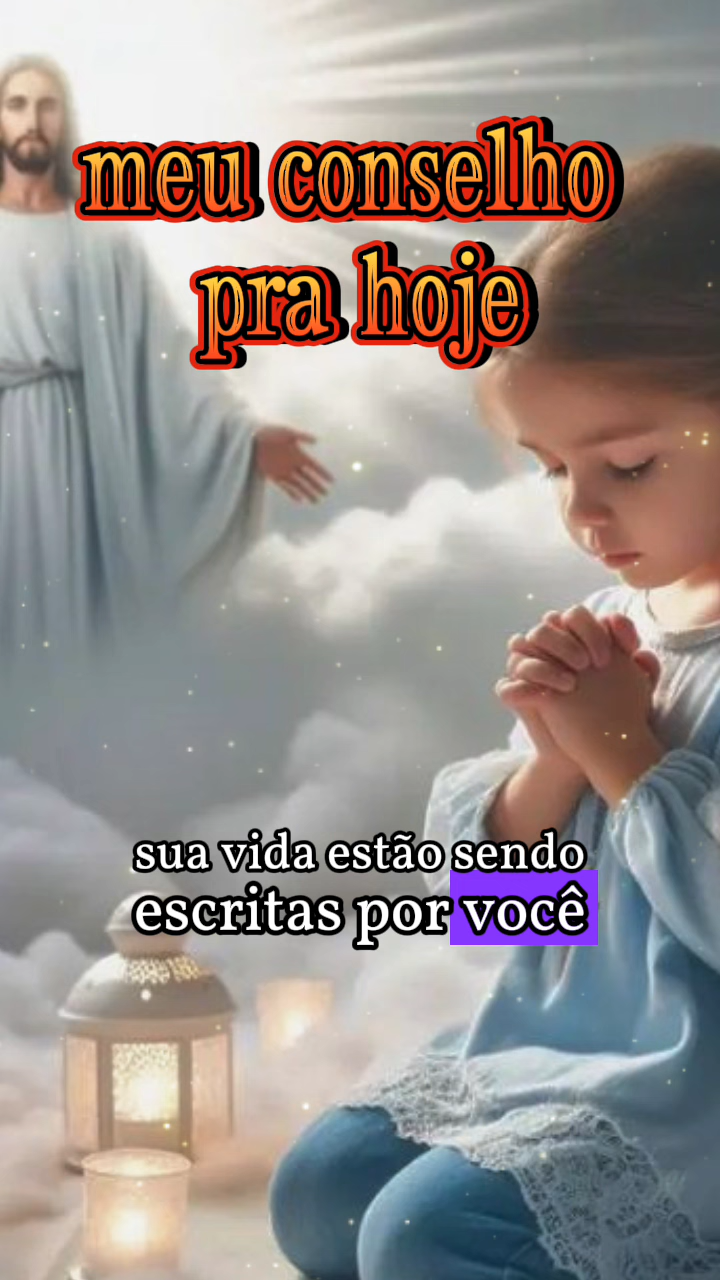 meu conselho
pra hoje
sua vida estão sendo
escritas por você